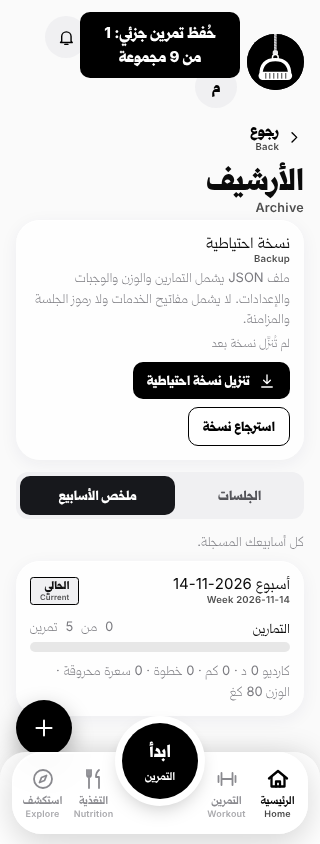 حُفظ تمرين جزئي: 1
من 9 مجموعة
م
رجوع
Back
الأرشيف
Archive
نسخة احتياطية
Backup
ملف JSON يشمل التمارين والوزن والوجبات
والإعدادات. لا يشمل مفاتيح الخدمات ولا رموز الجلسة
والمزامنة.
لم تُنزَّل نسخة بعد
تنزيل نسخة احتياطية
استرجاع نسخة
الجلسات
ملخص الأسابيع
كل أسابيعك المسجلة.
أسبوع 2026-11-14
الحالي
Week 2026-11-14
Current
التمارين
0 من 5 تمرين
كارديو 0 د · 0 كم · 0 خطوة · 0 سعرة محروقة ·
الوزن 80 كغ
ابدأ
التمرين
الرئيسية
Home
التمرين
Workout
التغذية
Nutrition
استكشف
Explore